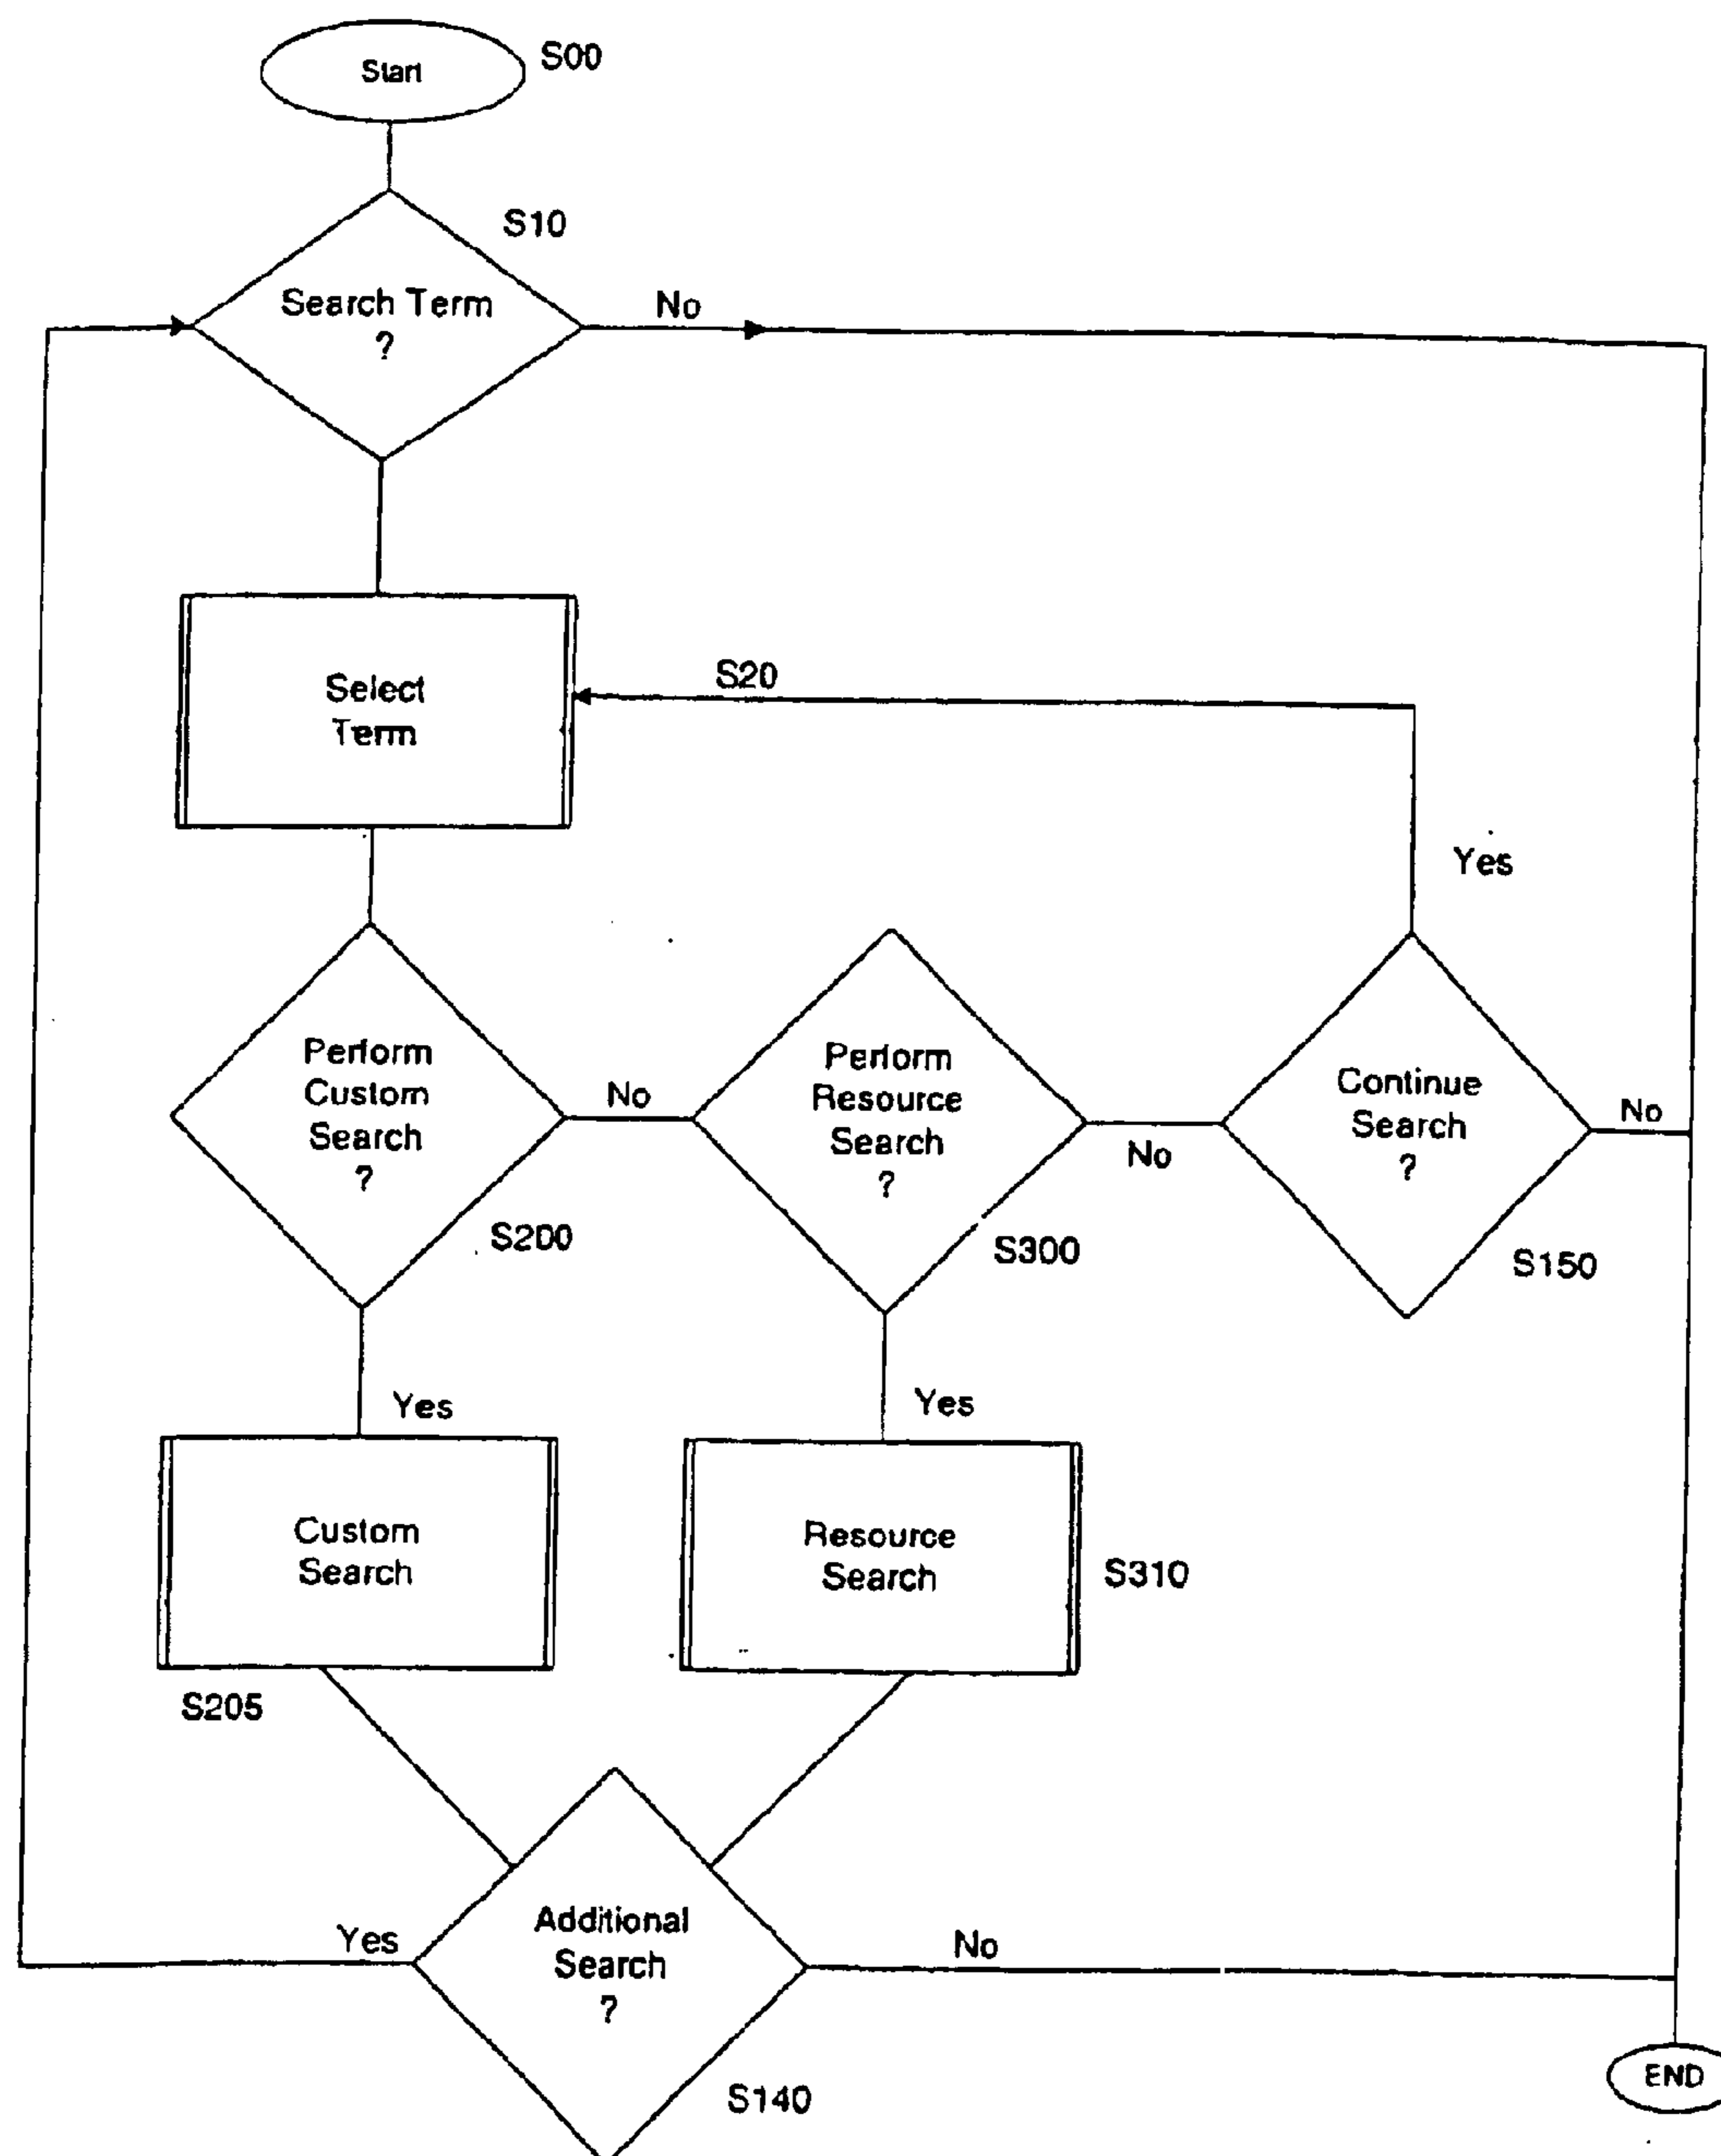 Start
S00
S10
Search Term
?
No
Select
Term
S20
Yes
Perform
Custom
Search
?
No
S200
Perform
Resource
Search
?
No
S300
Continue
Search
?
No
S150
Yes
Yes
Custom
Search
S205
Resource
Search
S310
Additional
Search
?
Yes
No
S140
END